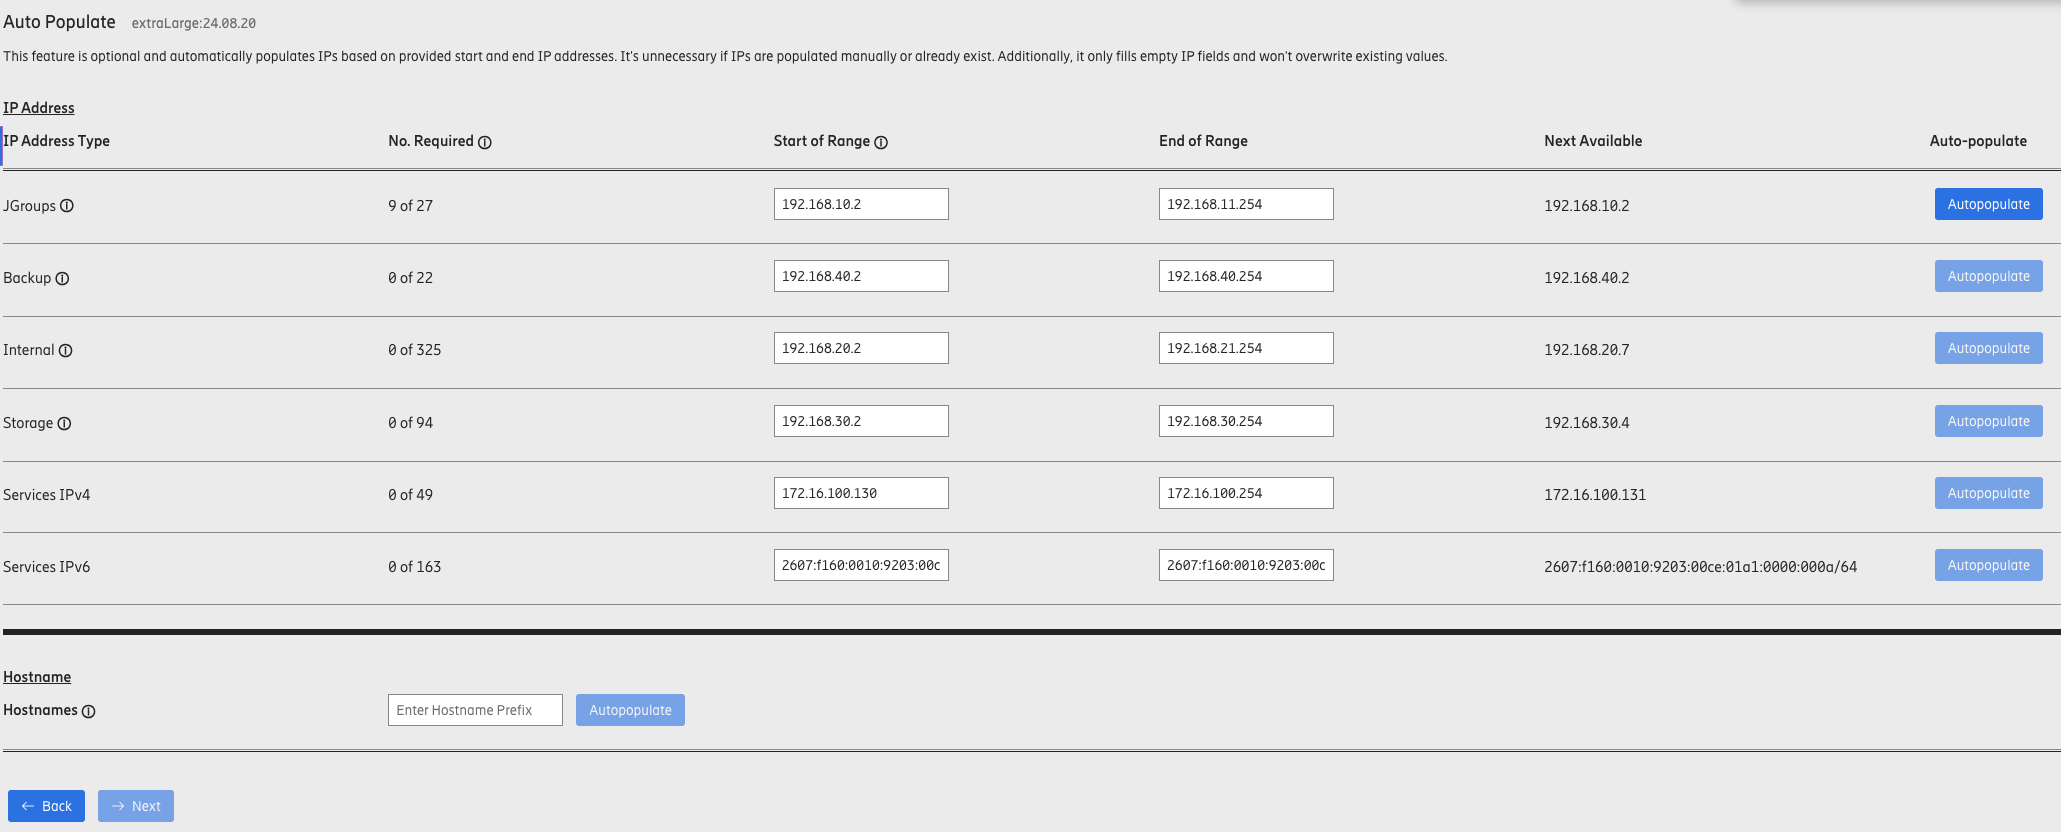 Auto Populate extraLarge:24.08.20
This feature is optional and automatically populates IPs based on provided start and end IP addresses. It's unnecessary if IPs are populated manually or already exist. Additionally, it only fills empty IP fields and won't overwrite existing values.
IP Address
IP Address Type No. Required Start of Range End of Range Next Available Auto-populate
JGroups 9 of 27 192.168.10.2 192.168.11.254 192.168.10.2 Autopopulate
Backup 0 of 22 192.168.40.2 192.168.40.254 192.168.40.2 Autopopulate
Internal 0 of 325 192.168.20.2 192.168.21.254 192.168.20.7 Autopopulate
Storage 0 of 94 192.168.30.2 192.168.30.254 192.168.30.4 Autopopulate
Services IPv4 0 of 49 172.16.100.130 172.16.100.254 172.16.100.131 Autopopulate
Services IPv6 0 of 163 2607:f160:0010:9203:00c 2607:f160:0010:9203:00c 2607:f160:0010:9203:00ce:01a1:0000:000a/64 Autopopulate
Hostname
Hostnames Enter Hostname Prefix Autopopulate
← Back → Next